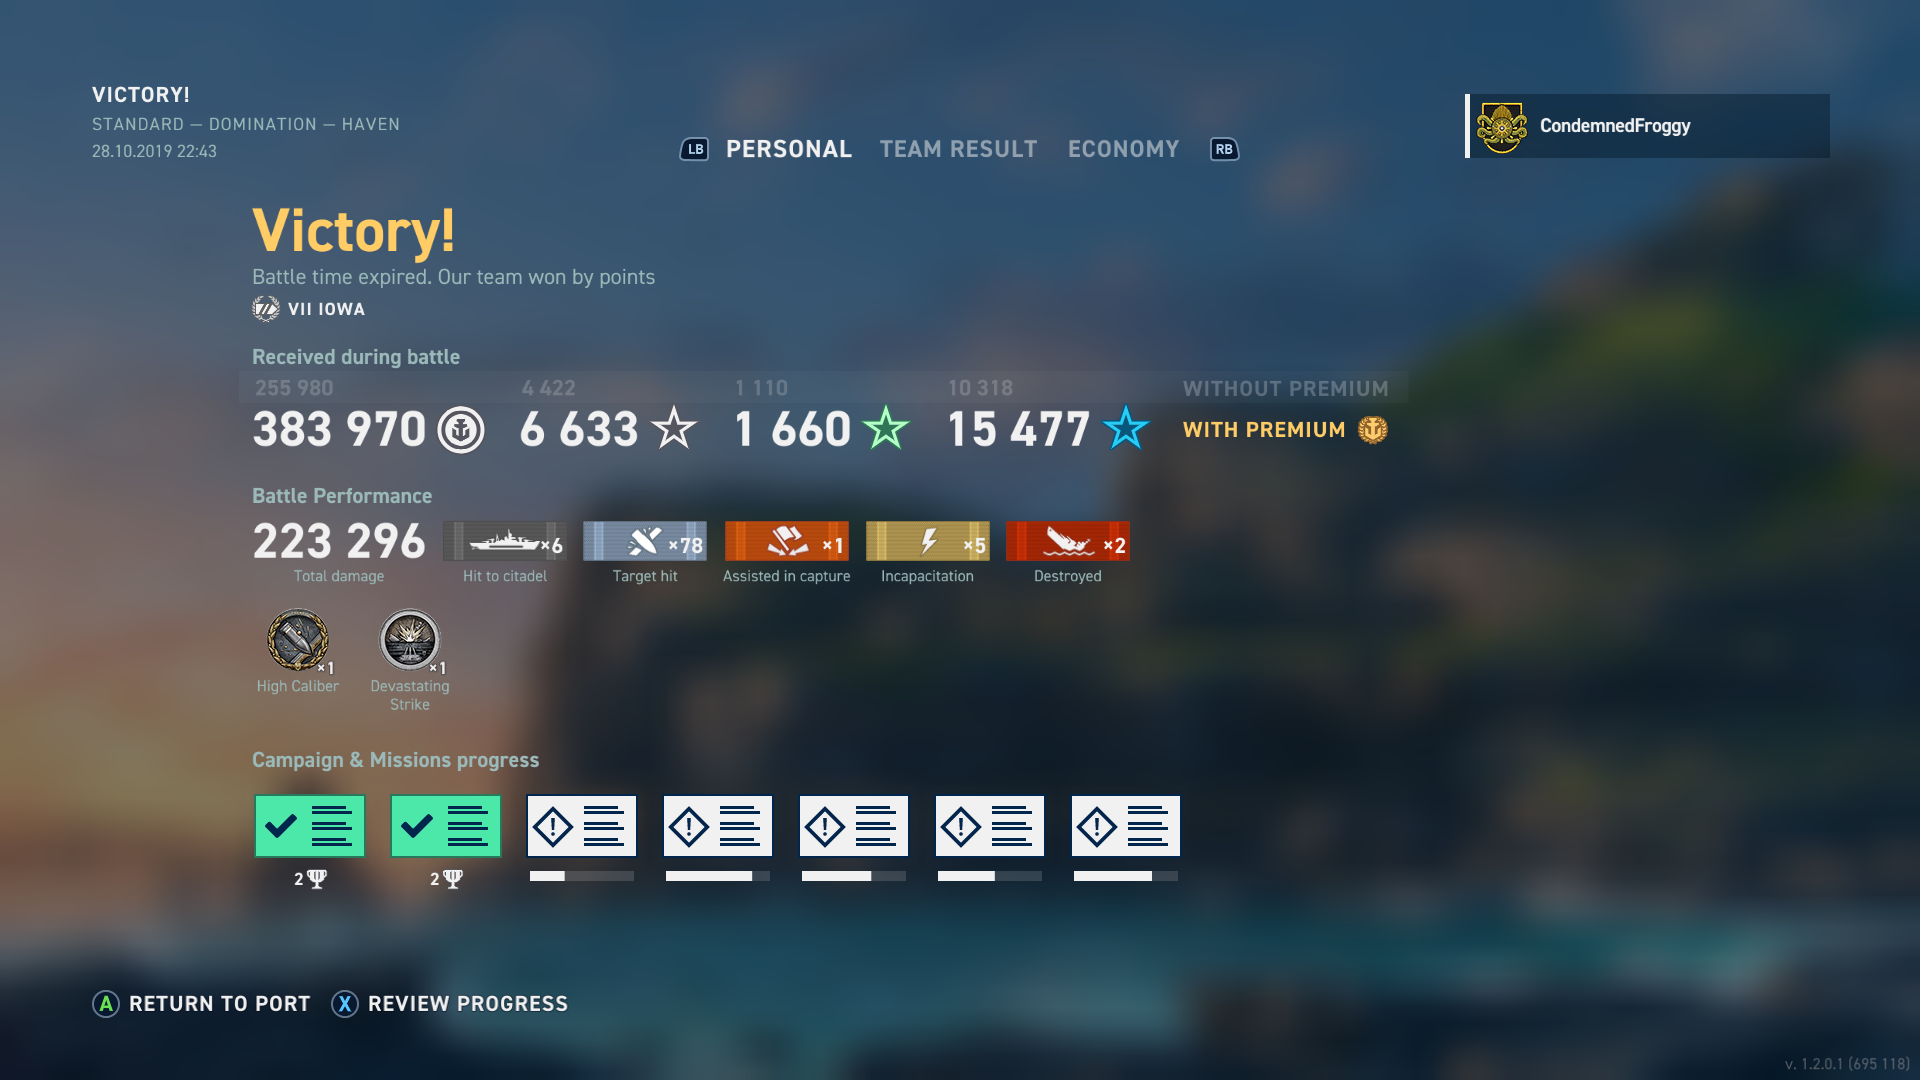 VICTORY!
STANDARD — DOMINATION — HAVEN
28.10.2019 22:43
LB PERSONAL TEAM RESULT ECONOMY RB
CondemnedFroggy
Victory!
Battle time expired. Our team won by points
VII IOWA
Received during battle
255 980 4 422 1 110 10 318 WITHOUT PREMIUM
383 970 6 633 1 660 15 477 WITH PREMIUM
Battle Performance
223 296 ×6 ×78 ×1 ×5 ×2
Total damage Hit to citadel Target hit Assisted in capture Incapacitation Destroyed
×1 ×1
High Caliber Devastating
Strike
Campaign & Missions progress
2 2
A RETURN TO PORT X REVIEW PROGRESS
v. 1.2.0.1 (695 118)